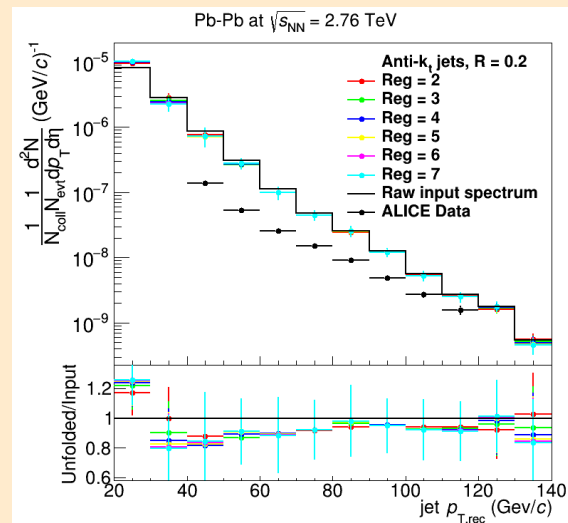 Pb-Pb at √s_NN = 2.76 TeV
1/N_coll 1/N_evt d²N/dp_T dη (GeV/c)⁻¹
10⁻⁵
10⁻⁶
10⁻⁷
10⁻⁸
10⁻⁹
Anti-k_t jets, R = 0.2
Reg = 2
Reg = 3
Reg = 4
Reg = 5
Reg = 6
Reg = 7
Raw input spectrum
ALICE Data
Unfolded/Input
1.2
1
0.8
0.6
20 40 60 80 100 120 140
jet p_T,rec (Gev/c)